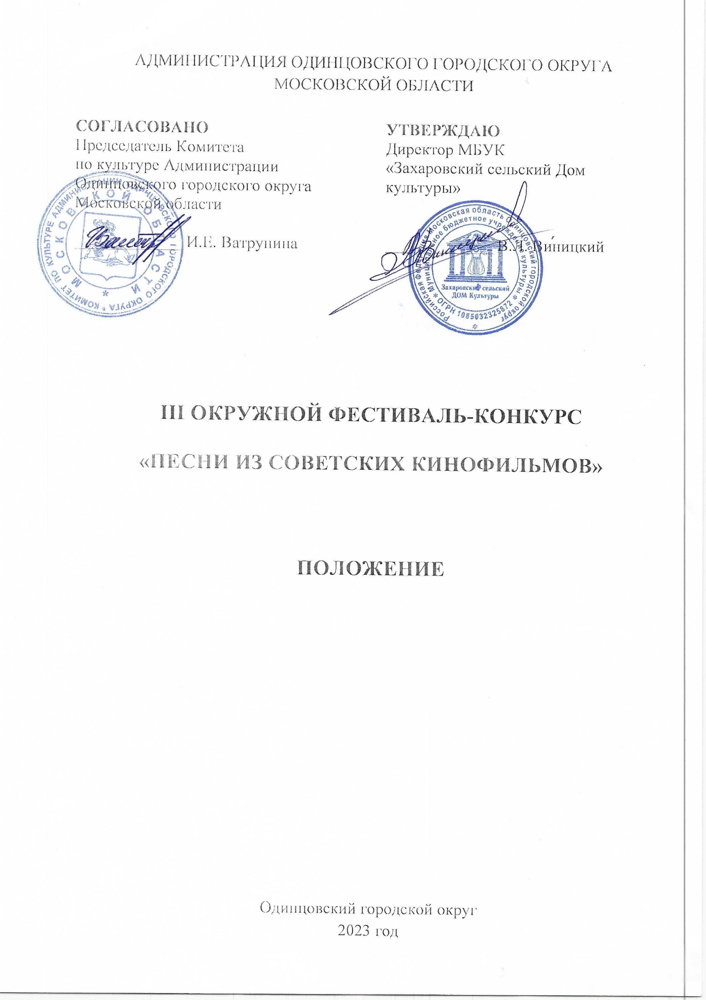 АДМИНИСТРАЦИЯ ОДИНЦОВСКОГО ГОРОДСКОГО ОКРУГА
МОСКОВСКОЙ ОБЛАСТИ
СОГЛАСОВАНО
Председатель Комитета
по культуре Администрации
Одинцовского городского округа
Московской области
И.Е. Ватрунина
КОМИТЕТ ПО КУЛЬТУРЕ АДМИНИСТРАЦИИ ОДИНЦОВСКОГО ГОРОДСКОГО ОКРУГА *
МОСКОВСКОЙ ОБЛАСТИ *
УТВЕРЖДАЮ
Директор МБУК
«Захаровский сельский Дом
культуры»
В.Л. Виницкий
Российская Федерация Московская область Одинцовский городской округ *
Муниципальное бюджетное учреждение культуры *
* ОГРН 1085032325872 *
Захаровский сельский
ДОМ Культуры
III ОКРУЖНОЙ ФЕСТИВАЛЬ-КОНКУРС
«ПЕСНИ ИЗ СОВЕТСКИХ КИНОФИЛЬМОВ»
ПОЛОЖЕНИЕ
Одинцовский городской округ
2023 год